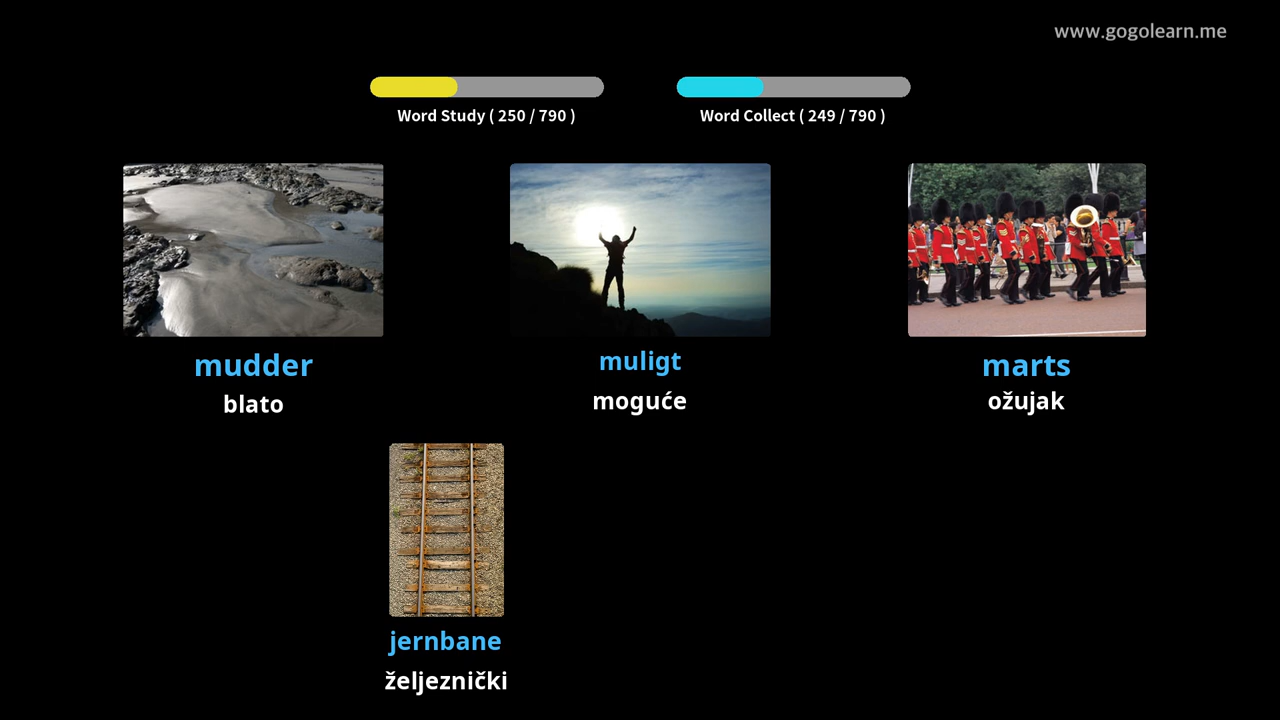 www.gogolearn.me
Word Study ( 250 / 790 )
Word Collect ( 249 / 790 )
mudder
blato
muligt
moguće
marts
ožujak
jernbane
željeznički